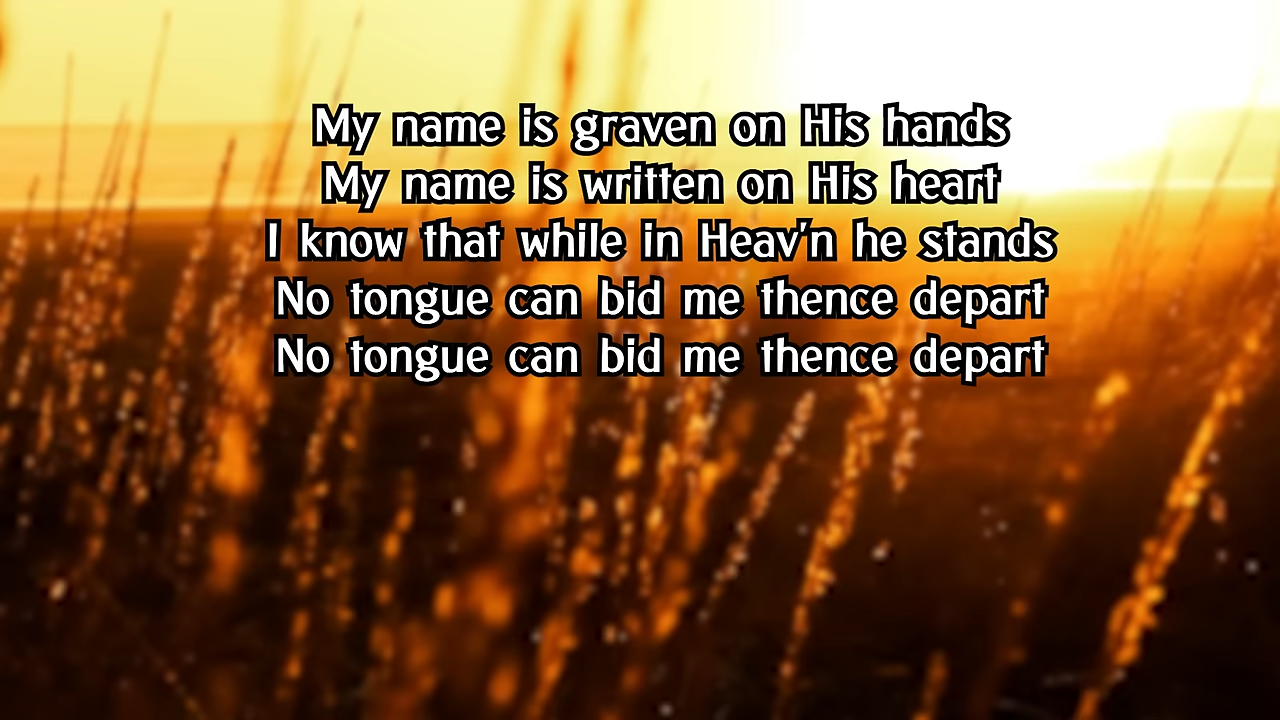 My name is graven on His hands
My name is written on His heart
I know that while in Heav'n he stands
No tongue can bid me thence depart
No tongue can bid me thence depart